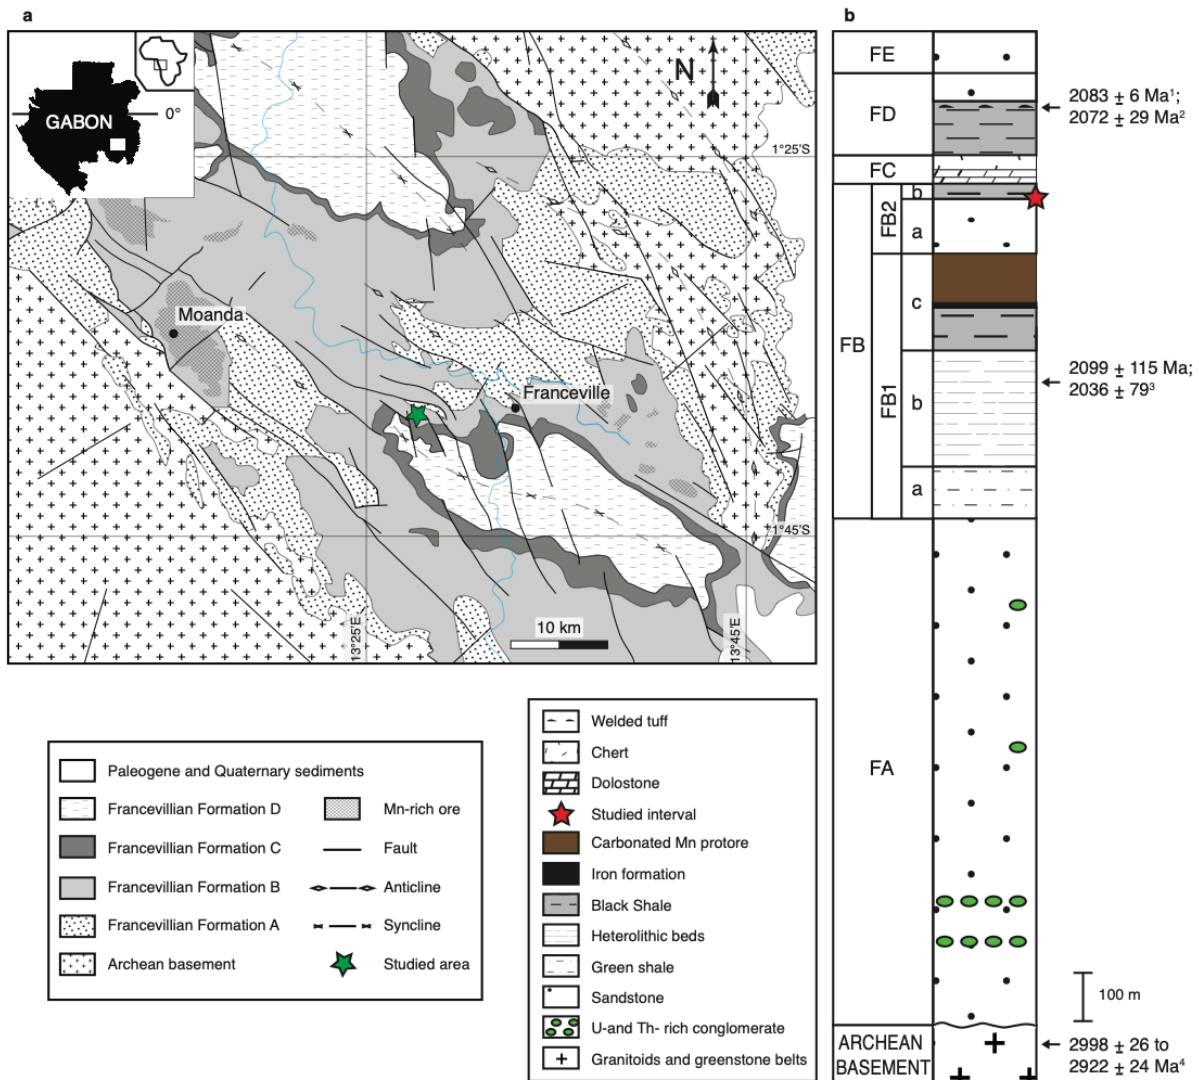 a
GABON
0°
N
1°25'S
Moanda
Franceville
1°45'S
13°25'E
10 km
13°45'E
Paleogene and Quaternary sediments
Francevillian Formation D
Francevillian Formation C
Francevillian Formation B
Francevillian Formation A
Archean basement
Mn-rich ore
Fault
Anticline
Syncline
Studied area
Welded tuff
Chert
Dolostone
Studied interval
Carbonated Mn protore
Iron formation
Black Shale
Heterolithic beds
Green shale
Sandstone
U-and Th- rich conglomerate
Granitoids and greenstone belts
b
FE
FD
2083 ± 6 Ma¹;
2072 ± 29 Ma²
FC
FB
FB2
b
a
FB1
c
b
a
2099 ± 115 Ma;
2036 ± 79³
FA
100 m
ARCHEAN
BASEMENT
2998 ± 26 to
2922 ± 24 Ma⁴